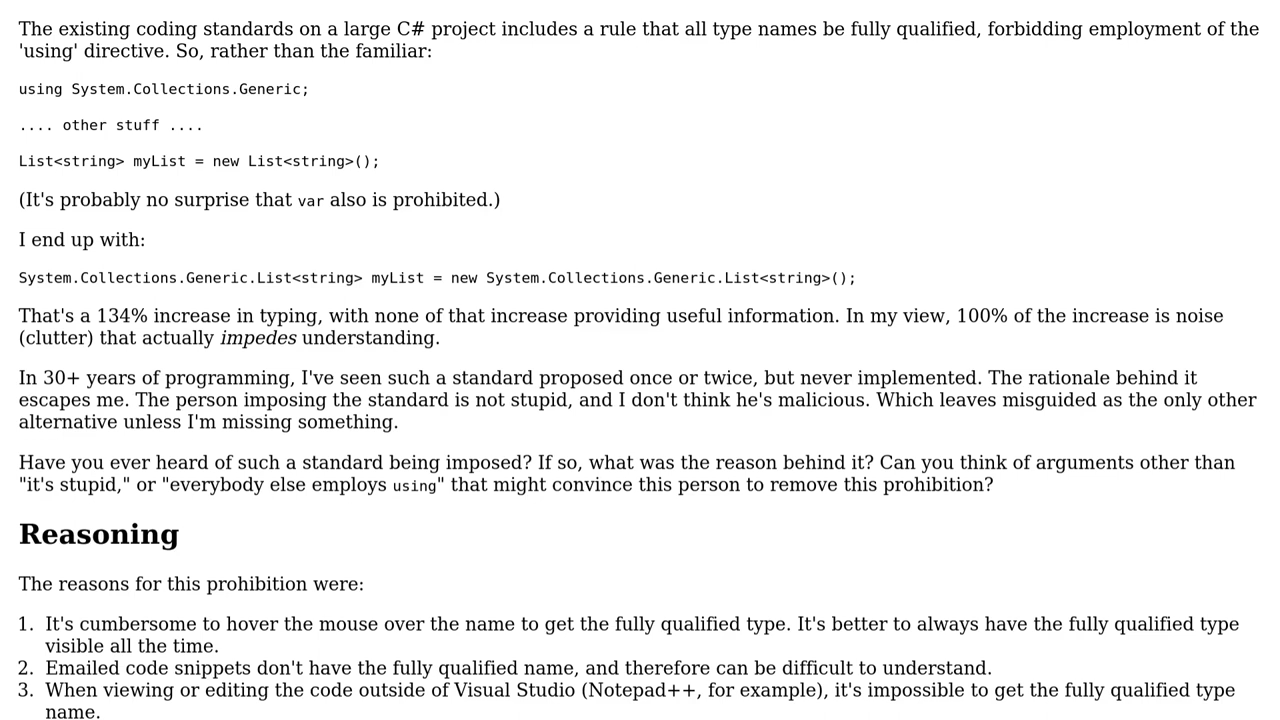 The existing coding standards on a large C# project includes a rule that all type names be fully qualified, forbidding employment of the
'using' directive. So, rather than the familiar:
using System.Collections.Generic;
.... other stuff ....
List<string> myList = new List<string>();
(It's probably no surprise that var also is prohibited.)
I end up with:
System.Collections.Generic.List<string> myList = new System.Collections.Generic.List<string>();
That's a 134% increase in typing, with none of that increase providing useful information. In my view, 100% of the increase is noise
(clutter) that actually impedes understanding.
In 30+ years of programming, I've seen such a standard proposed once or twice, but never implemented. The rationale behind it
escapes me. The person imposing the standard is not stupid, and I don't think he's malicious. Which leaves misguided as the only other
alternative unless I'm missing something.
Have you ever heard of such a standard being imposed? If so, what was the reason behind it? Can you think of arguments other than
"it's stupid," or "everybody else employs using" that might convince this person to remove this prohibition?
Reasoning
The reasons for this prohibition were:
1. It's cumbersome to hover the mouse over the name to get the fully qualified type. It's better to always have the fully qualified type
visible all the time.
2. Emailed code snippets don't have the fully qualified name, and therefore can be difficult to understand.
3. When viewing or editing the code outside of Visual Studio (Notepad++, for example), it's impossible to get the fully qualified type
name.